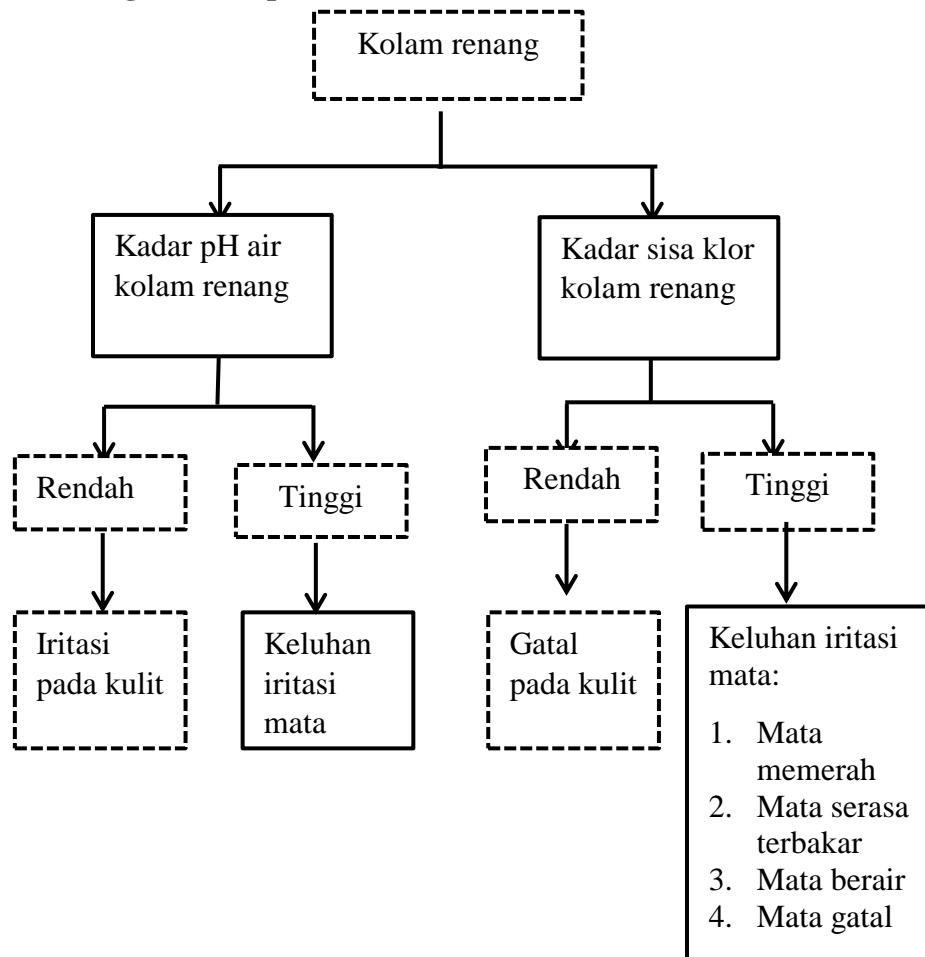 Kolam renang
Kadar pH air
kolam renang
Kadar sisa klor
kolam renang
Rendah
Tinggi
Rendah
Tinggi
Iritasi
pada kulit
Keluhan
iritasi
mata
Gatal
pada kulit
Keluhan iritasi
mata:
1. Mata
memerah
2. Mata serasa
terbakar
3. Mata berair
4. Mata gatal